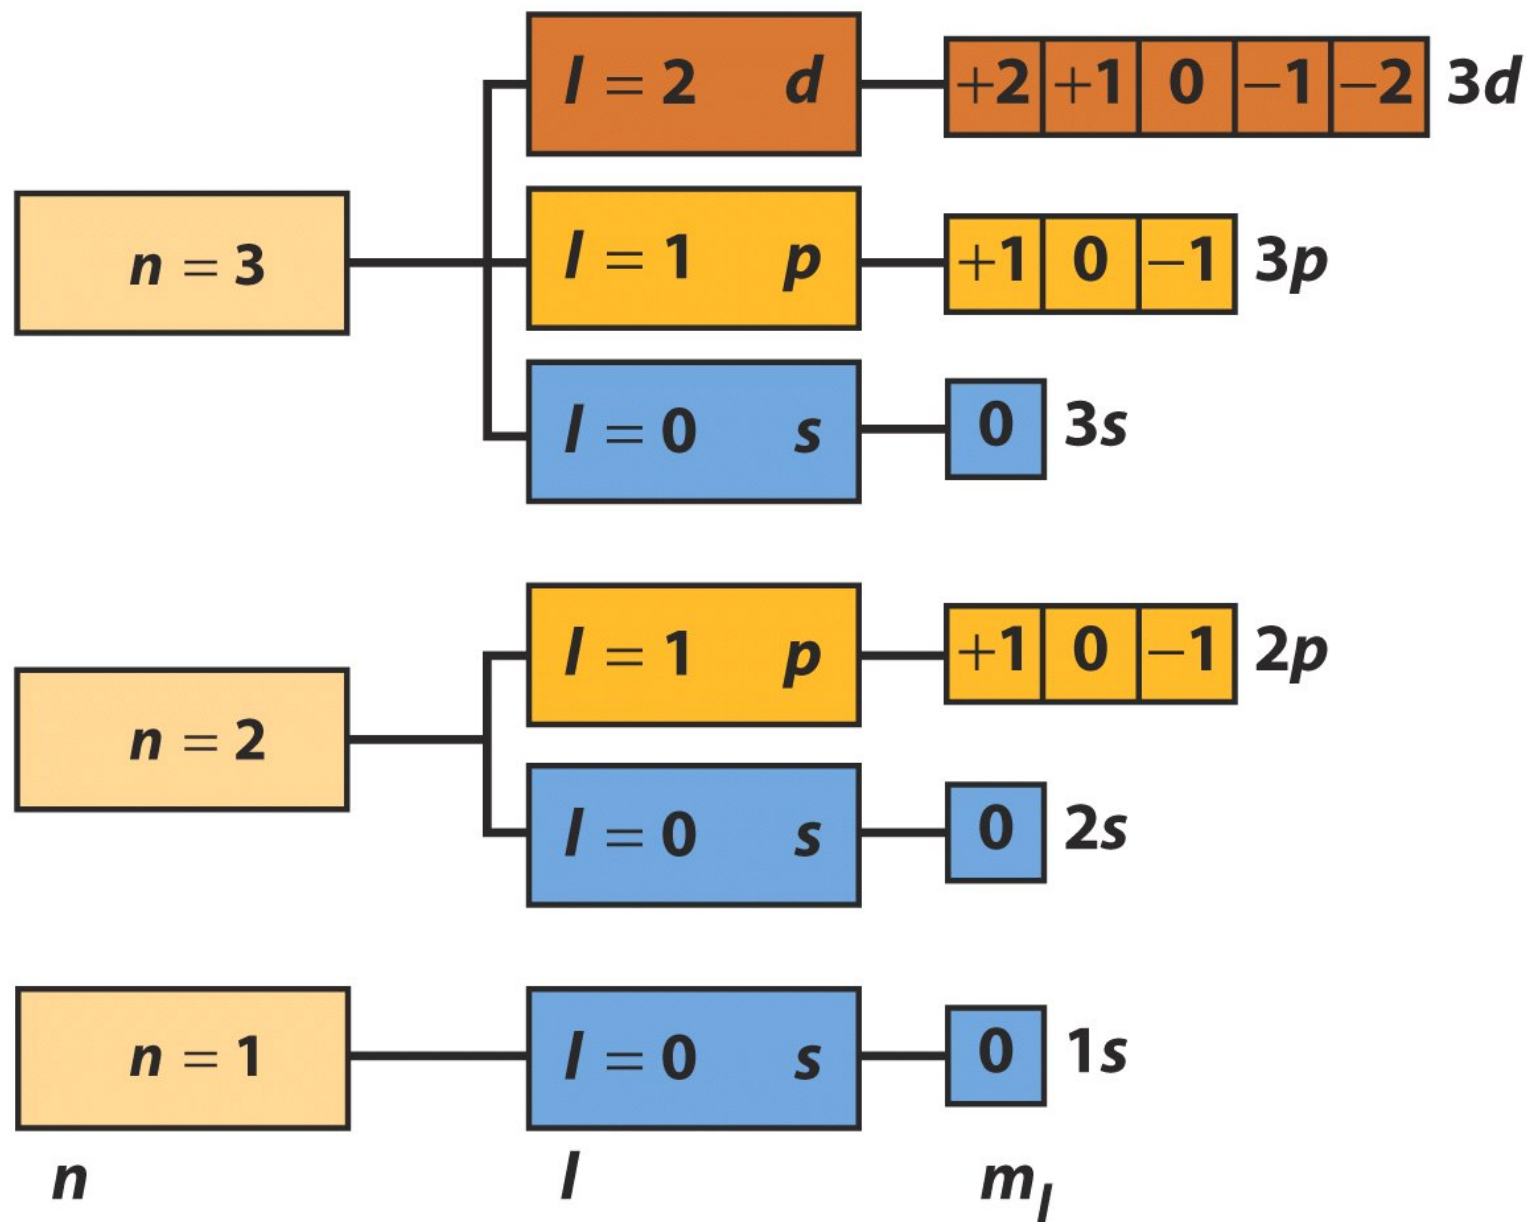 l = 2 d +2 +1 0 −1 −2 3d
n = 3 l = 1 p +1 0 −1 3p
l = 0 s 0 3s
l = 1 p +1 0 −1 2p
n = 2
l = 0 s 0 2s
n = 1 l = 0 s 0 1s
n l m_l